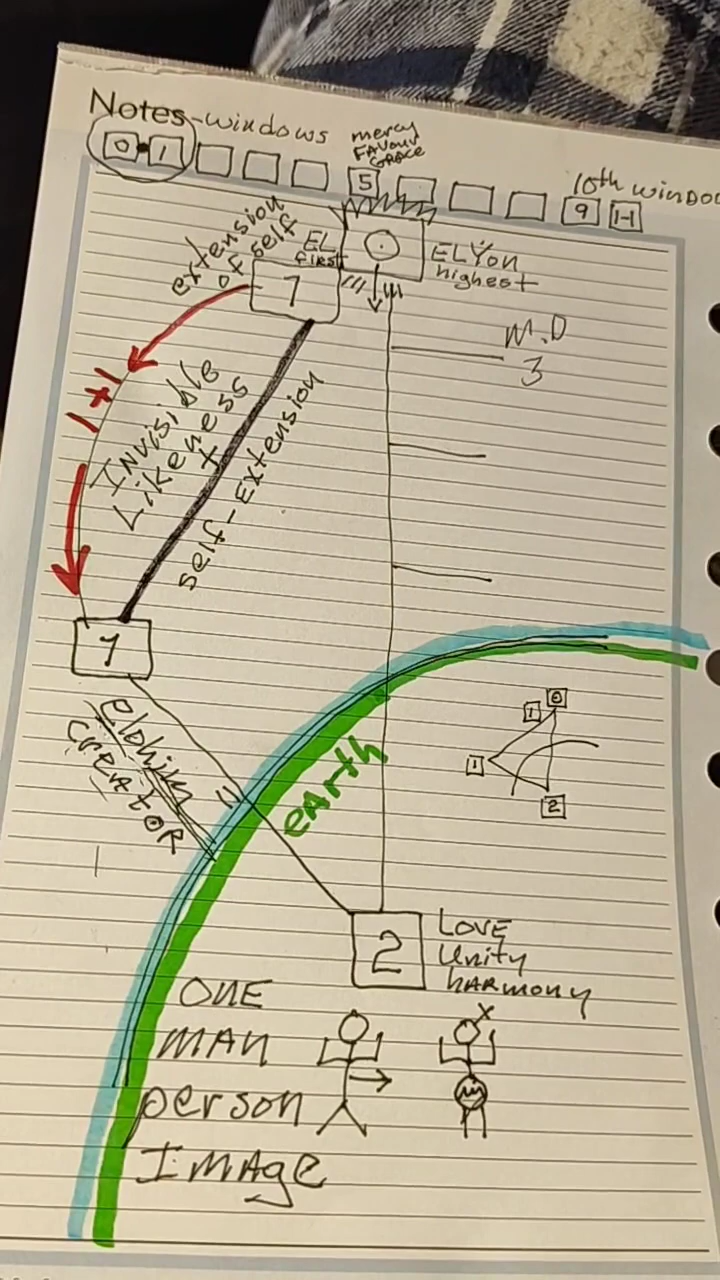 Notes-windows
mercy
FAVOUR
GRACE
0 1
5
10th window
9 1-1
extension
of self
EL
first
1
ELYon
highest
M.D
3
1+1
Invisible
Likeness
+
self-extension
1
elohim
creator
earth
1 0
1
2
2
LOVE
Unity
hARmony
ONE
MAN
person
IMAge